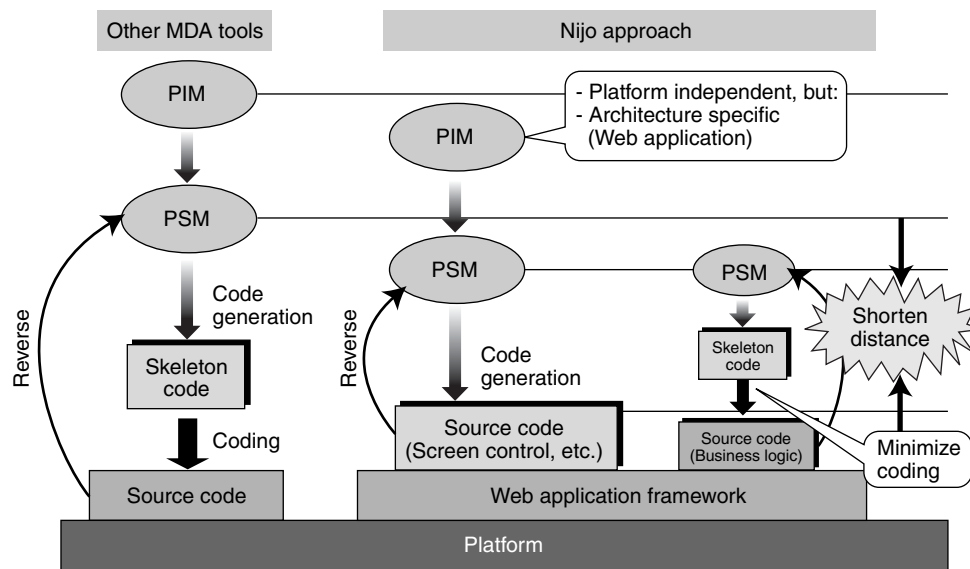 Other MDA tools
Nijo approach
PIM
PSM
Reverse
Code
generation
Skeleton
code
Coding
Source code
- Platform independent, but:
- Architecture specific
(Web application)
PIM
PSM
Reverse
Code
generation
Source code
(Screen control, etc.)
PSM
Skeleton
code
Source code
(Business logic)
Shorten
distance
Minimize
coding
Web application framework
Platform